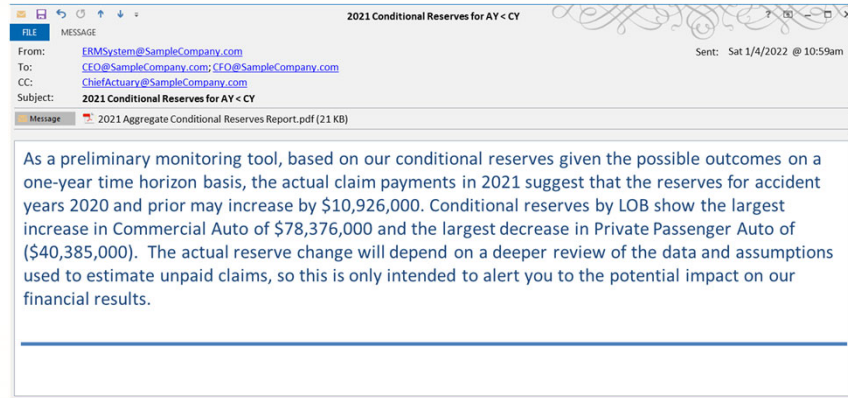 2021 Conditional Reserves for AY < CY
FILE MESSAGE
From: ERMSystem@SampleCompany.com Sent: Sat 1/4/2022 @ 10:59am
To: CEO@SampleCompany.com; CFO@SampleCompany.com
CC: ChiefActuary@SampleCompany.com
Subject: 2021 Conditional Reserves for AY < CY
Message 2021 Aggregate Conditional Reserves Report.pdf (21 KB)
As a preliminary monitoring tool, based on our conditional reserves given the possible outcomes on a
one-year time horizon basis, the actual claim payments in 2021 suggest that the reserves for accident
years 2020 and prior may increase by $10,926,000. Conditional reserves by LOB show the largest
increase in Commercial Auto of $78,376,000 and the largest decrease in Private Passenger Auto of
($40,385,000). The actual reserve change will depend on a deeper review of the data and assumptions
used to estimate unpaid claims, so this is only intended to alert you to the potential impact on our
financial results.